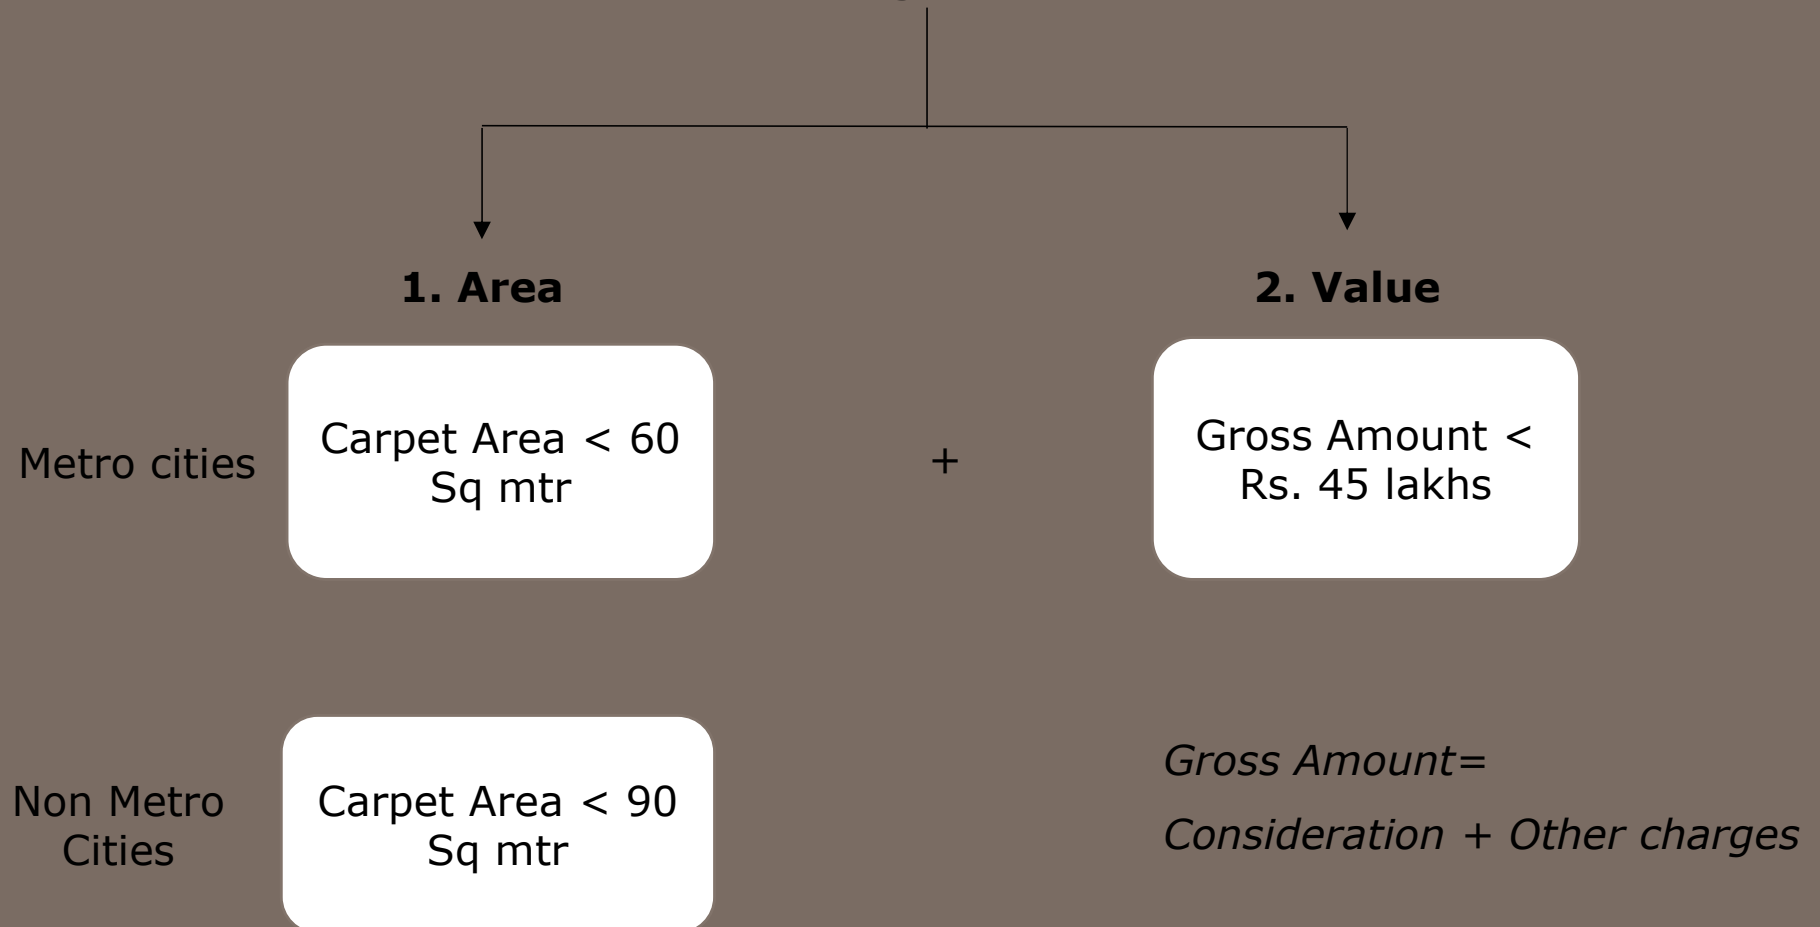 1. Area
2. Value
Metro cities
Carpet Area < 60
Sq mtr
+
Gross Amount <
Rs. 45 lakhs
Non Metro
Cities
Carpet Area < 90
Sq mtr
Gross Amount=
Consideration + Other charges